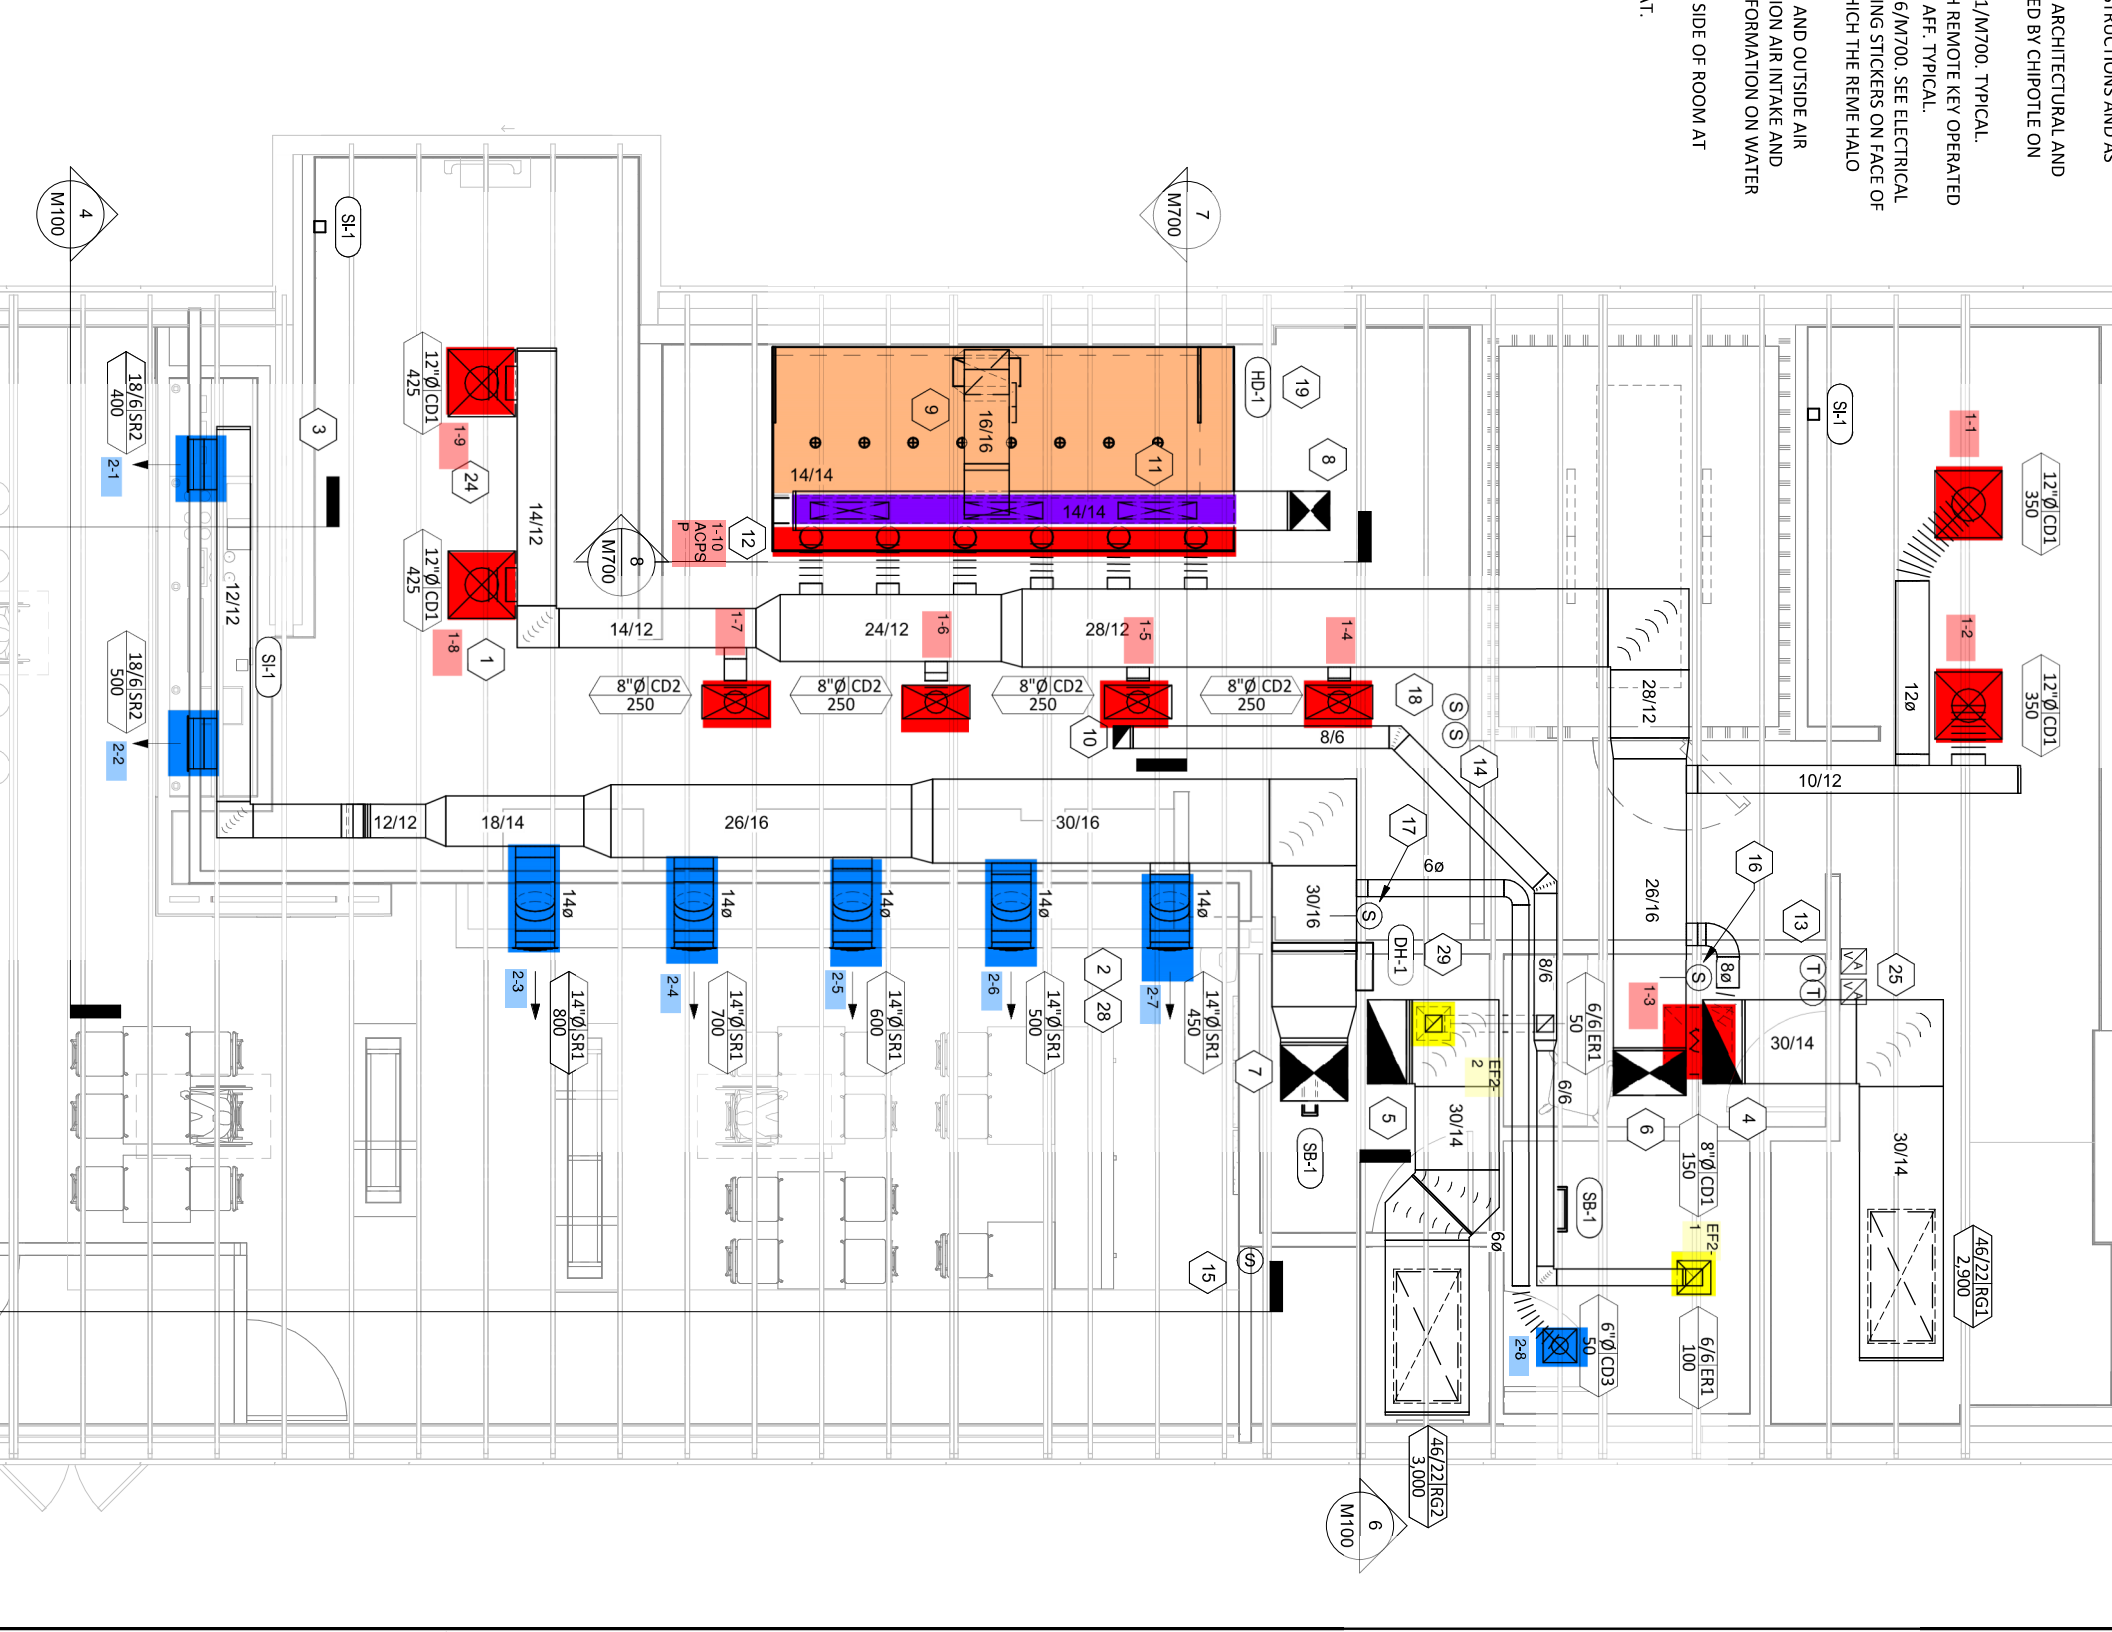 STRUCTIONS AND AS
ARCHITECTURAL AND
ED BY CHIPOTLE ON
1/M700. TYPICAL.
H REMOTE KEY OPERATED
AFF. TYPICAL.
6/M700. SEE ELECTRICAL
ING STICKERS ON FACE OF
HICH THE REME HALO
AND OUTSIDE AIR
ION AIR INTAKE AND
FORMATION ON WATER
SIDE OF ROOM AT
AT.
4
M100
SI-1
7
M700
18/6 SR2
400
2-1
3
12"Ø CD1
425
1-9
24
14/12
12"Ø CD1
425
1-8
1
12/12
SI-1
18/6 SR2
500
2-2
HD-1
19
9
16/16
11
8
14/14
14/14
1-10
ACPS
P
12
8
M700
14/12
1-7
24/12
1-6
28/12
1-5
1-4
8"Ø CD2
250
8"Ø CD2
250
8"Ø CD2
250
8"Ø CD2
250
10
8/6
18
S
S
14
28/12
SI-1
1-1
12"Ø CD1
350
1-2
12"Ø CD1
350
12ø
10/12
12/12
18/14
26/16
30/16
17
6ø
30/16
S
DH-1
29
26/16
16
13
8ø
S
T
T
V A
V A
25
14ø
14ø
14ø
14ø
14ø
2-3
14"Ø SR1
800
2-4
14"Ø SR1
700
2-5
14"Ø SR1
600
2-6
14"Ø SR1
500
2
28
2-7
14"Ø SR1
450
7
SB-1
5
30/14
EF2-
2
8/6
6/6 ER1
50
6/6
1-3
6
8"Ø CD1
150
4
30/14
30/14
SB-1
EF2-
1
6ø
15
S
2-8
6"Ø CD3
50
6/6 ER1
100
46/22 RG1
2,900
46/22 RG2
3,000
6
M100